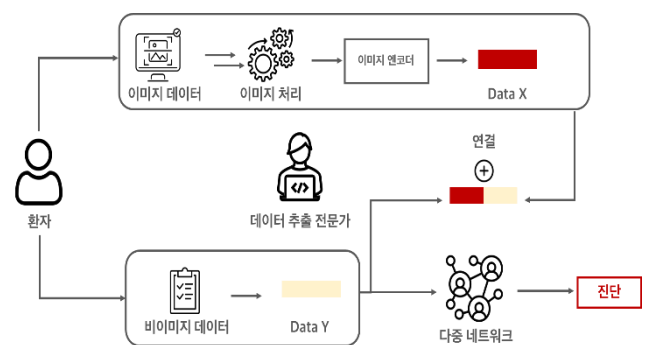 이미지 데이터
이미지 처리
이미지 앤코더
Data X
연결
환자
데이터 추출 전문가
비이미지 데이터
Data Y
다중 네트워크
진단